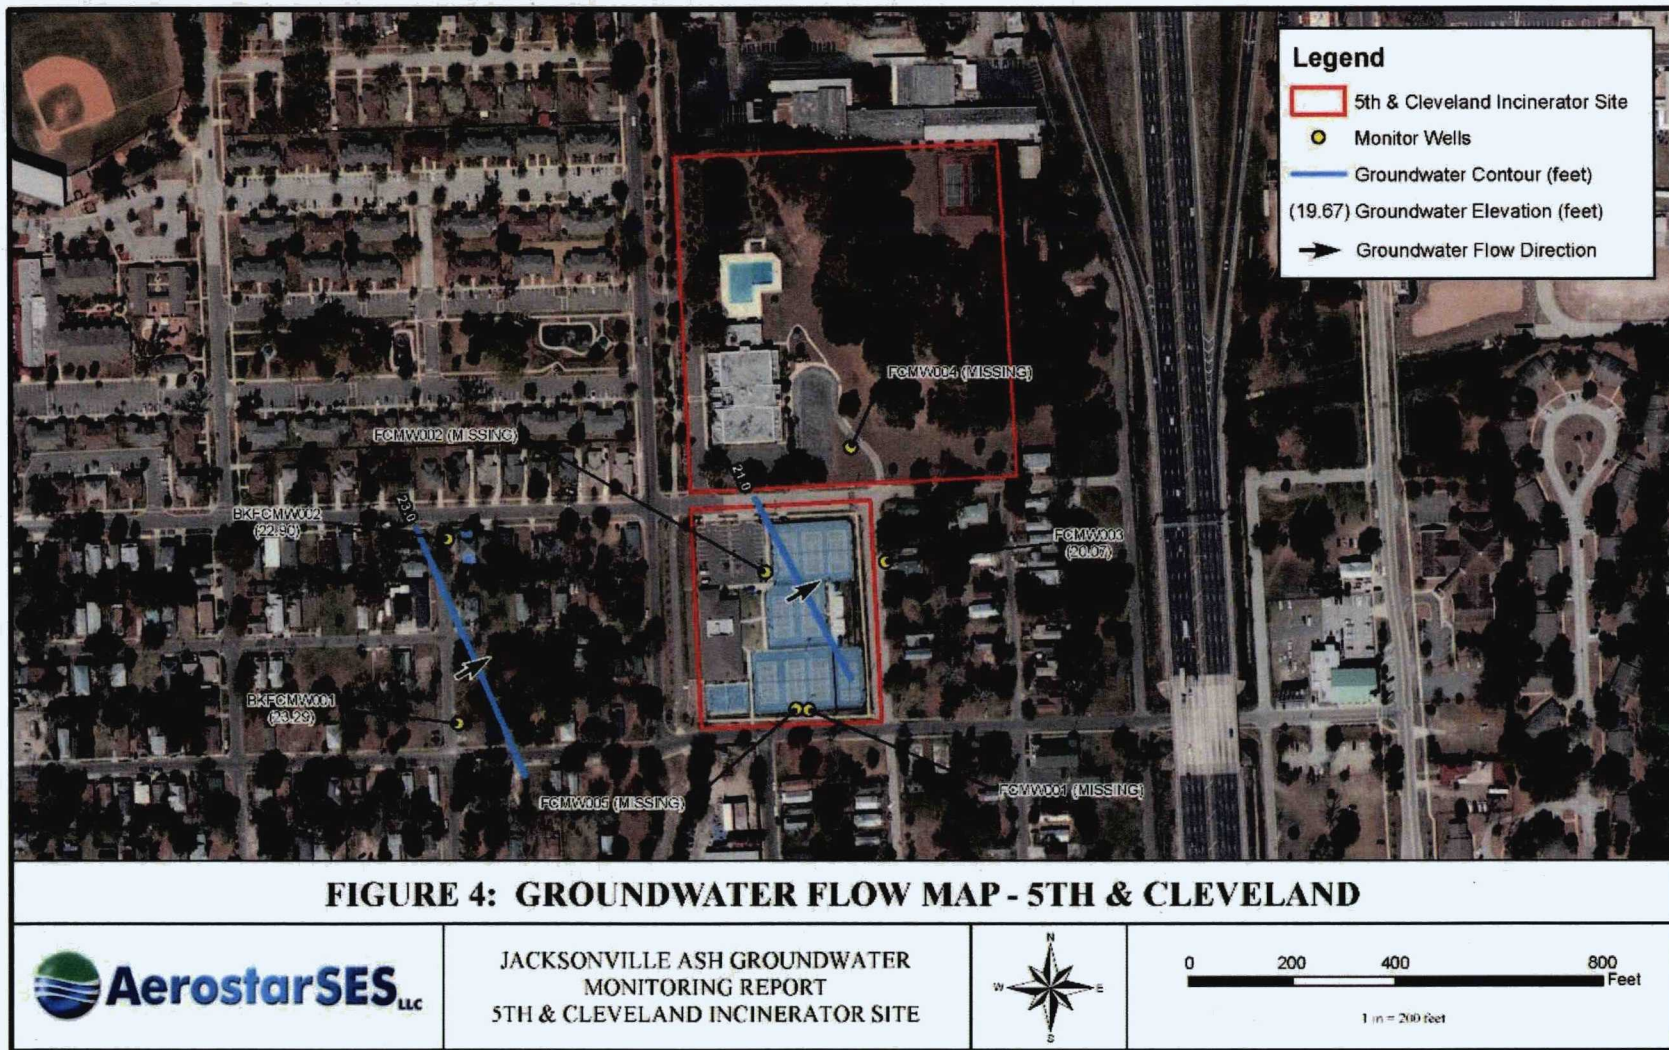 Legend
5th & Cleveland Incinerator Site
Monitor Wells
Groundwater Contour (feet)
(19.67) Groundwater Elevation (feet)
Groundwater Flow Direction
FCMW004 (MISSING)
FCMW002 (MISSING)
21.0
23.0
BKFCMW002
(22.90)
FCMW003
(20.07)
BKFCMW001
(23.29)
FCMW005 (MISSING)
FCMW001 (MISSING)
FIGURE 4: GROUNDWATER FLOW MAP - 5TH & CLEVELAND
AerostarSES LLC
JACKSONVILLE ASH GROUNDWATER
MONITORING REPORT
5TH & CLEVELAND INCINERATOR SITE
N
W E
S
0 200 400 800
Feet
1 in = 200 feet